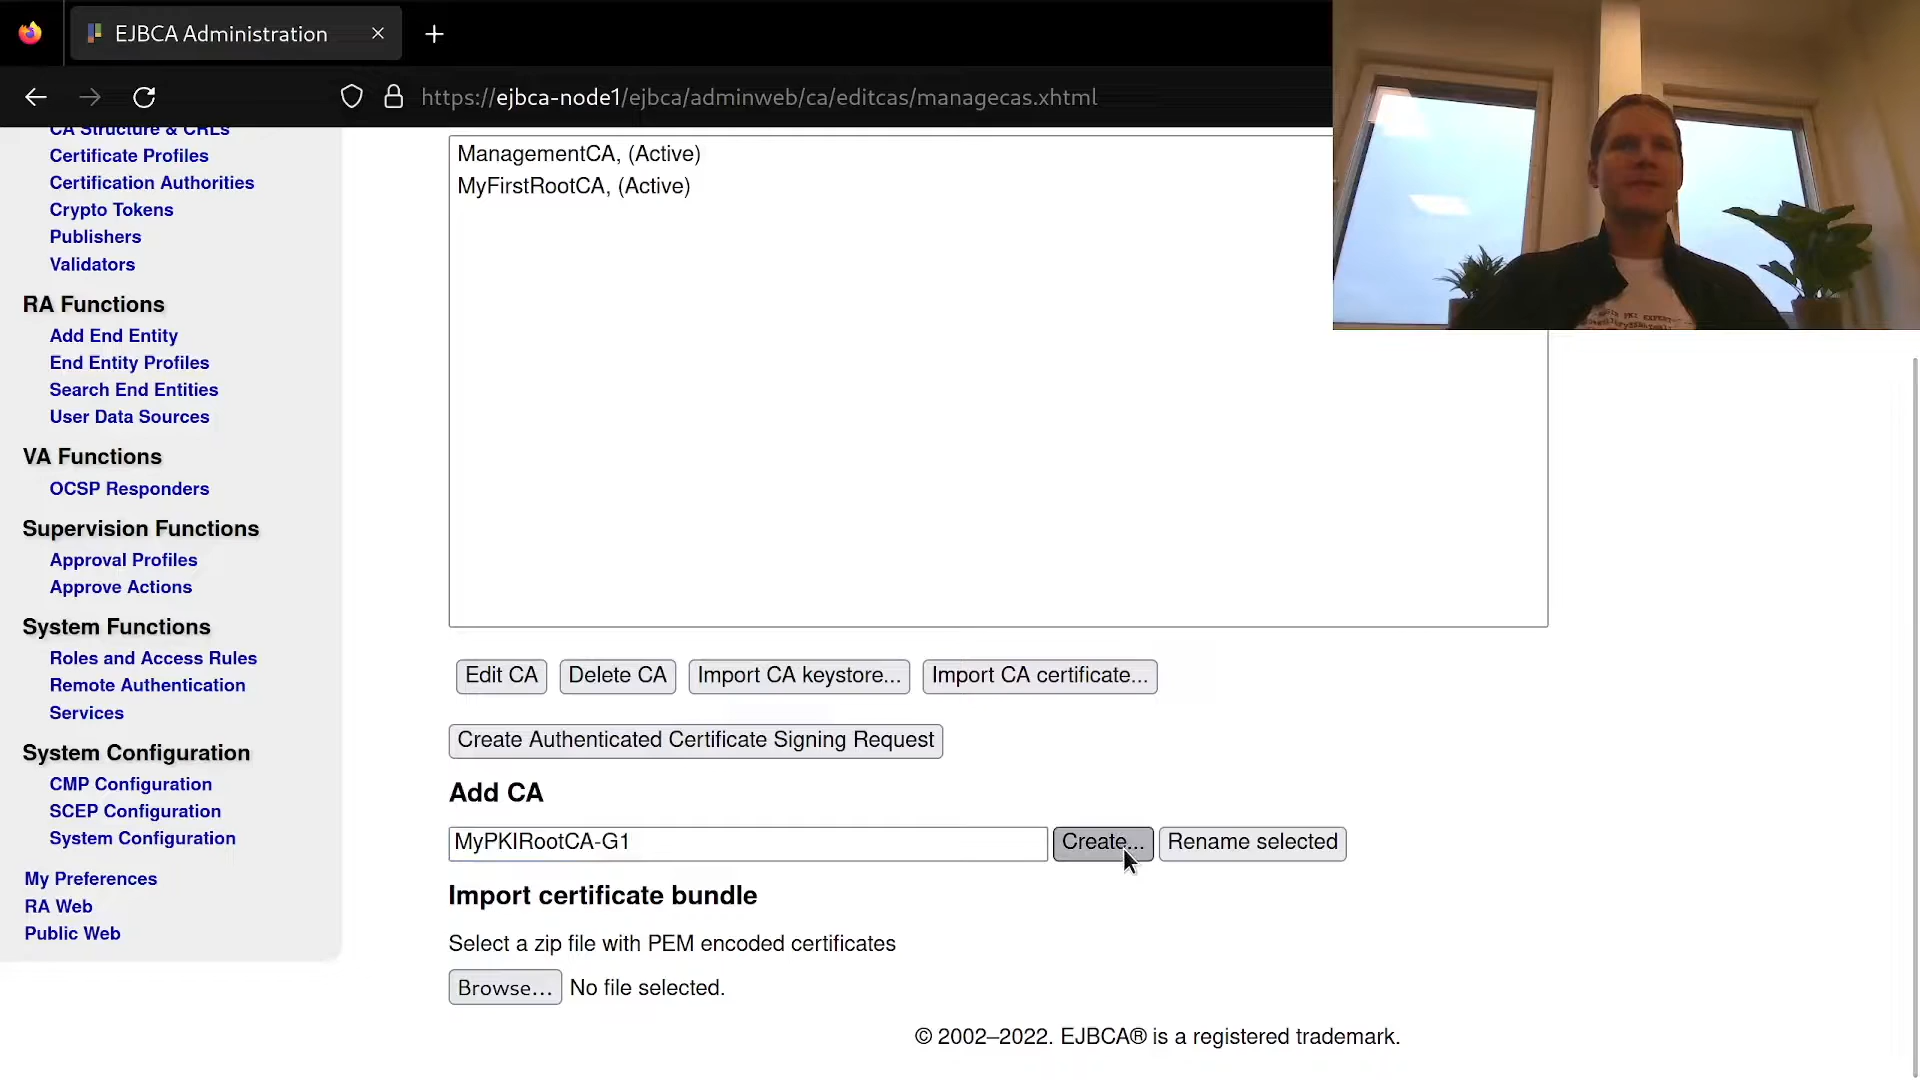 EJBCA Administration
https://ejbca-node1/ejbca/adminweb/ca/editcas/managecas.xhtml
CA Structure & CRLs
Certificate Profiles
Certification Authorities
Crypto Tokens
Publishers
Validators
RA Functions
Add End Entity
End Entity Profiles
Search End Entities
User Data Sources
VA Functions
OCSP Responders
Supervision Functions
Approval Profiles
Approve Actions
System Functions
Roles and Access Rules
Remote Authentication
Services
System Configuration
CMP Configuration
SCEP Configuration
System Configuration
My Preferences
RA Web
Public Web
ManagementCA, (Active)
MyFirstRootCA, (Active)
Edit CA Delete CA Import CA keystore... Import CA certificate...
Create Authenticated Certificate Signing Request
Add CA
MyPKIRootCA-G1 Create... Rename selected
Import certificate bundle
Select a zip file with PEM encoded certificates
Browse... No file selected.
© 2002–2022. EJBCA® is a registered trademark.
PKI EXPERT